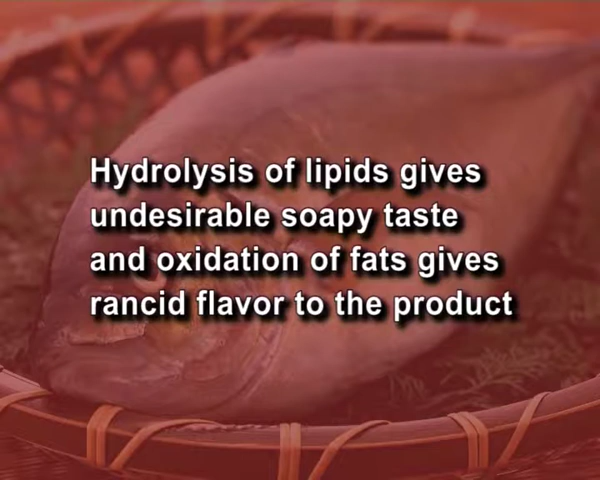 Hydrolysis of lipids gives
undesirable soapy taste
and oxidation of fats gives
rancid flavor to the product